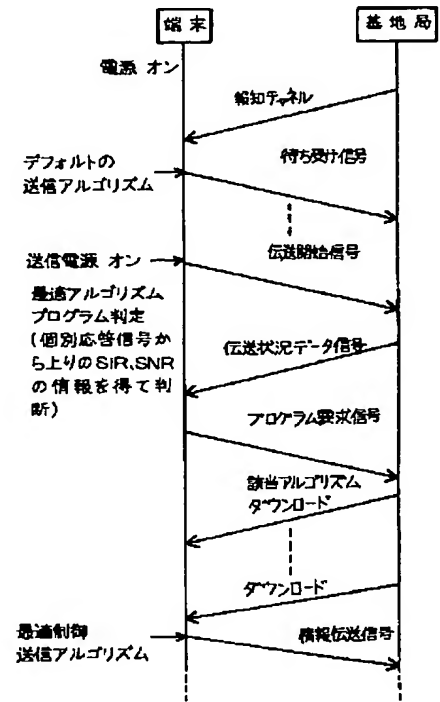 端末
基地局
電源 オン
報知チャネル
待ち受け信号
デフォルトの
送信アルゴリズム
伝送開始信号
送信電源 オン
最適アルゴリズム
プログラム判定
(個別応答信号か
ら上りのSIR、SNR
の情報を得て判
断)
伝送状況データ信号
プログラム要求信号
該当アルゴリズム
ダウンロード
ダウンロード
最適制御
送信アルゴリズム
情報伝送信号